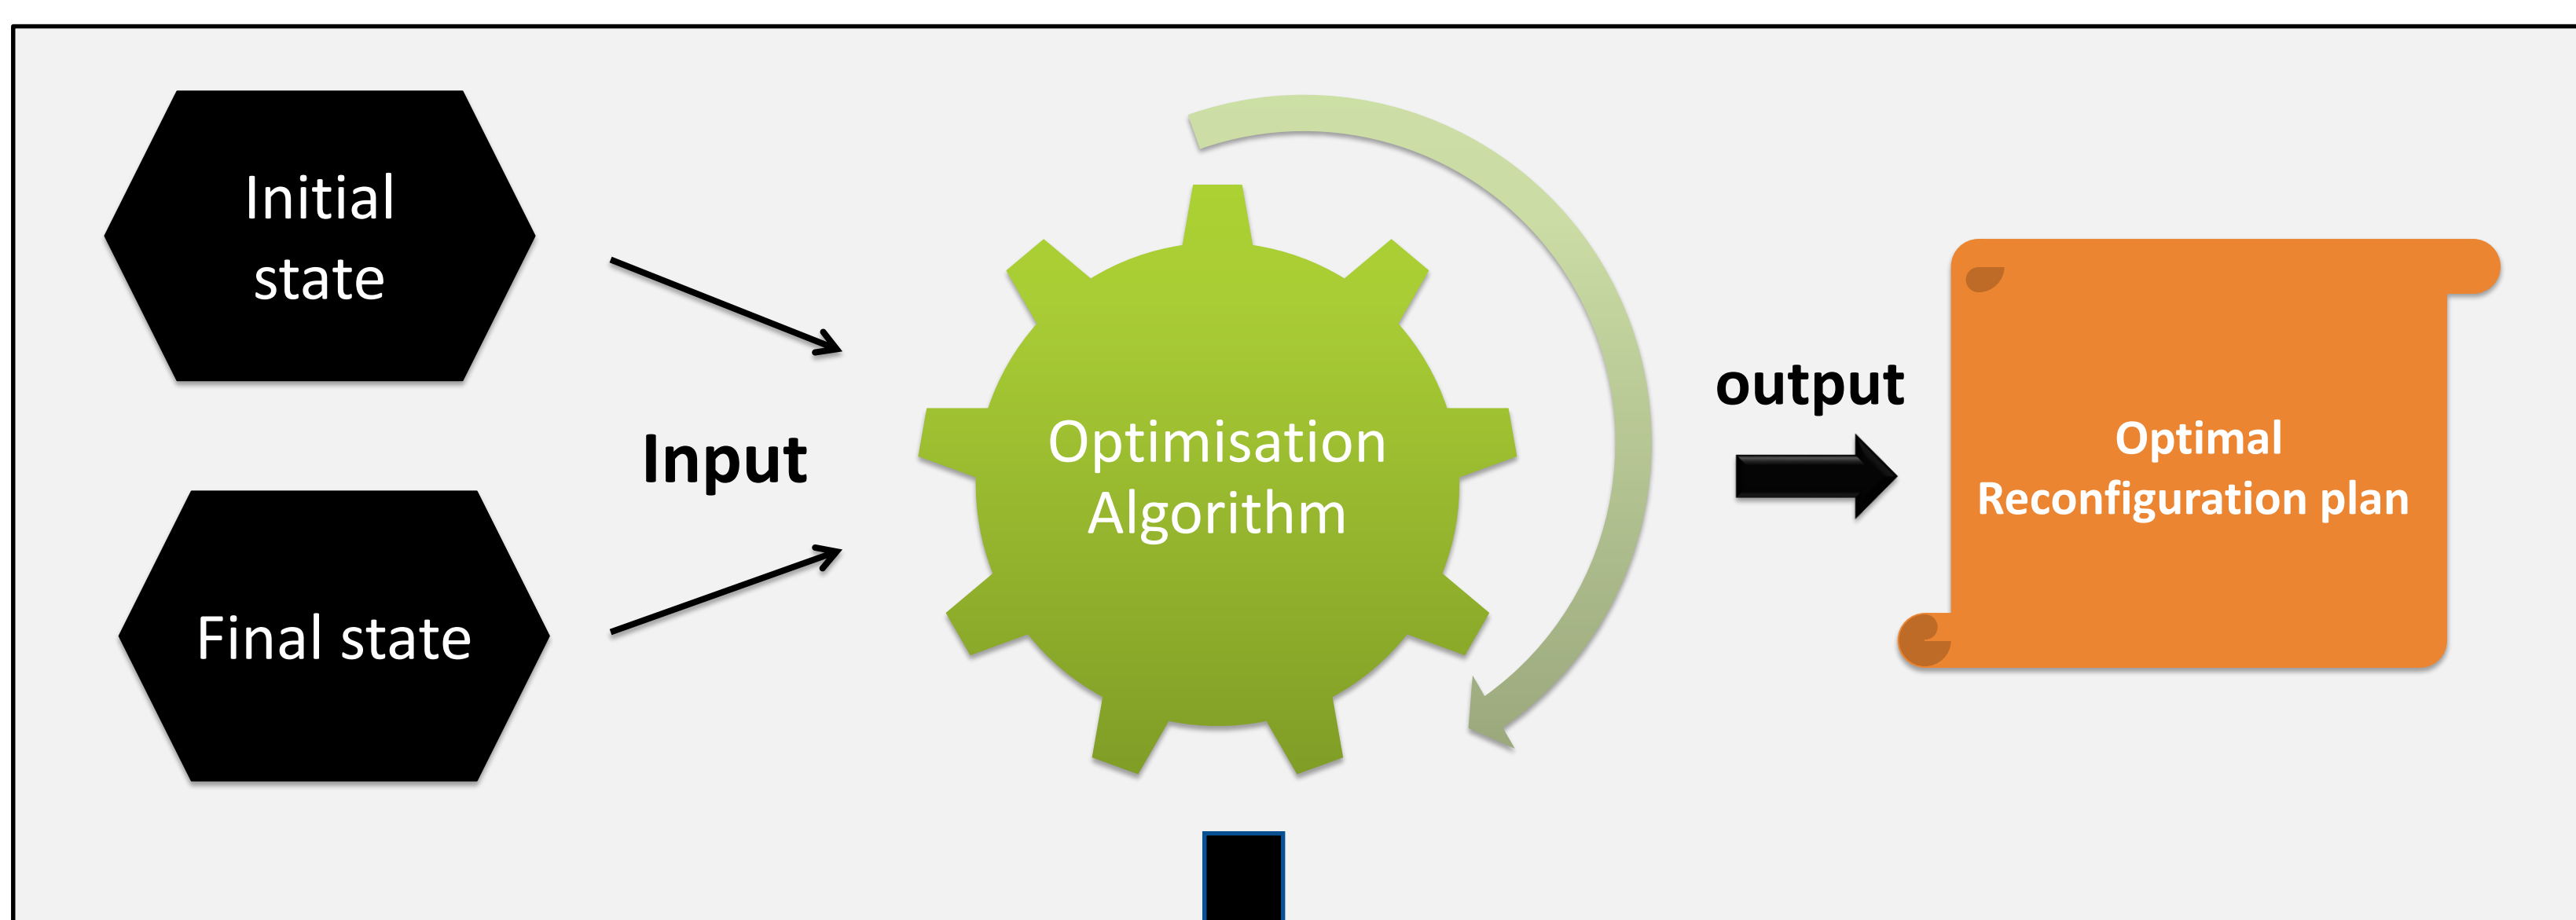 Initial
state
Final state
Input
Optimisation
Algorithm
output
Optimal
Reconfiguration plan